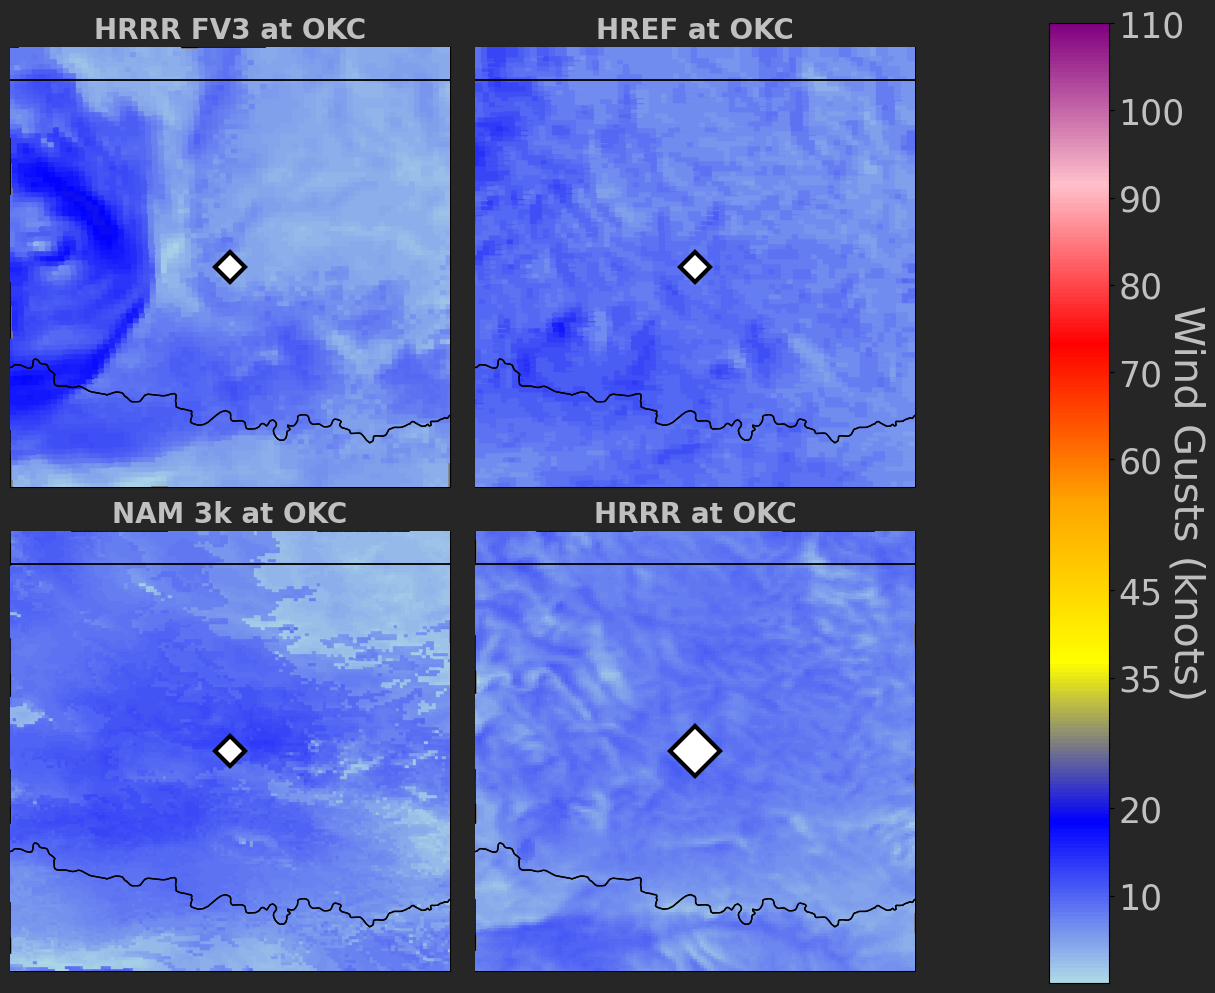 HRRR FV3 at OKC
HREF at OKC
NAM 3k at OKC
HRRR at OKC
110
100
90
80
70
60
45
35
20
10
Wind Gusts (knots)